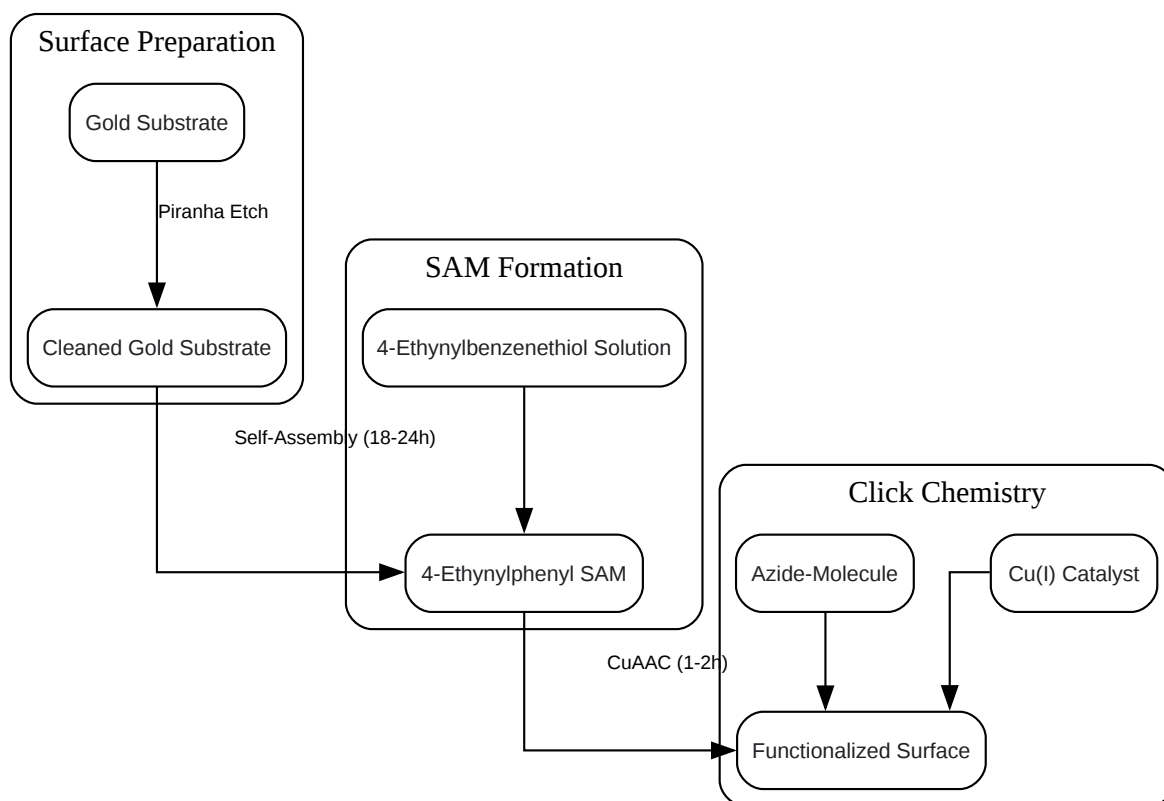 Surface Preparation
Gold Substrate
Piranha Etch
Cleaned Gold Substrate
SAM Formation
4-Ethynylbenzenethiol Solution
Self-Assembly (18-24h)
4-Ethynylphenyl SAM
Click Chemistry
Azide-Molecule
Cu(I) Catalyst
CuAAC (1-2h)
Functionalized Surface